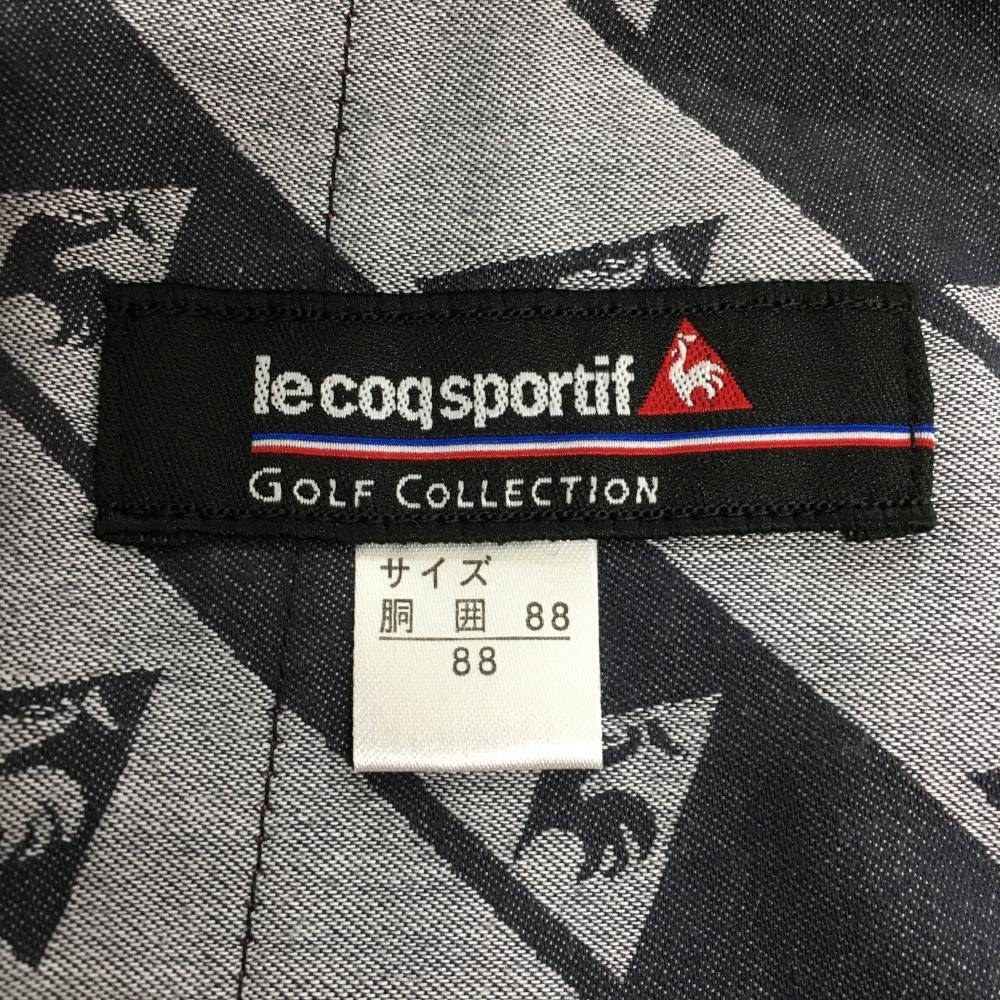 le coq sportif
GOLF COLLECTION
サイズ
胴 囲 88
88